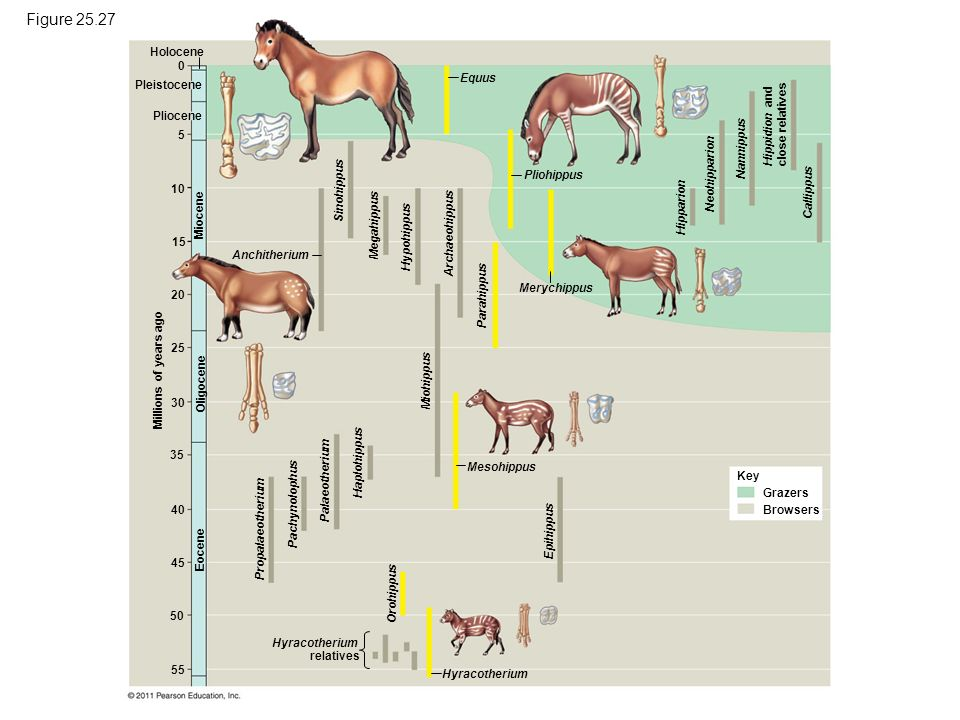 Figure 25.27
Holocene
0
Pleistocene
Pliocene
5
10
Miocene
15
20
25
Oligocene
30
35
40
Eocene
45
50
55
Millions of years ago
Equus
Pliohippus
Hipparion
Neohipparion
Nannippus
Hippidion and
close relatives
Callippus
Sinohippus
Megahippus
Hypohippus
Archaeohippus
Anchitherium
Parahippus
Merychippus
Miohippus
Mesohippus
Haplohippus
Palaeotherium
Pachynolophus
Propalaeotherium
Epihippus
Orohippus
Hyracotherium
relatives
Hyracotherium
Key
Grazers
Browsers
© 2011 Pearson Education, Inc.